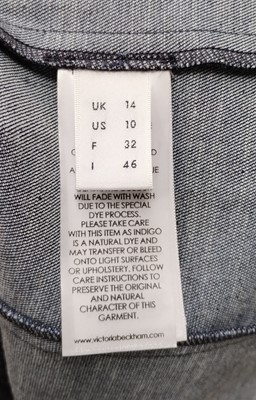 UK 14
US 10
F 32
I 46
WILL FADE WITH WASH
DUE TO THE SPECIAL
DYE PROCESS.
PLEASE TAKE CARE
WITH THIS ITEM AS INDIGO
IS A NATURAL DYE AND
MAY TRANSFER OR BLEED
ONTO LIGHT SURFACES
OR UPHOLSTERY. FOLLOW
CARE INSTRUCTIONS TO
PRESERVE THE ORIGINAL
AND NATURAL
CHARACTER OF THIS
GARMENT.
www.victoriabeckham.com